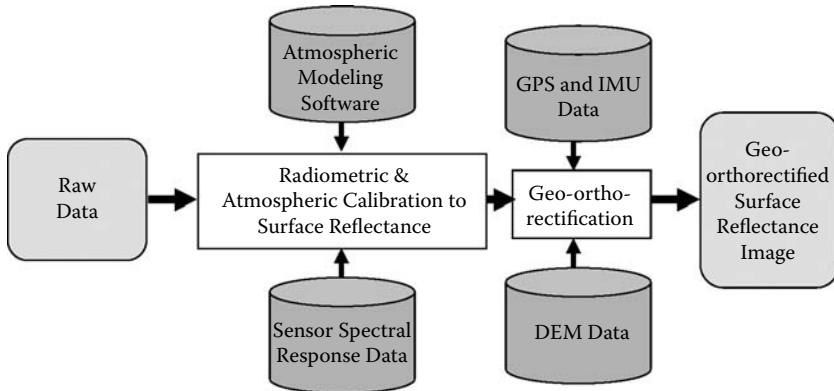 Atmospheric
Modeling
Software
GPS and IMU
Data
Raw
Data
Radiometric &
Atmospheric Calibration to
Surface Reflectance
Geo-ortho-
rectification
Geo-
orthorectified
Surface
Reflectance
Image
Sensor Spectral
Response Data
DEM Data